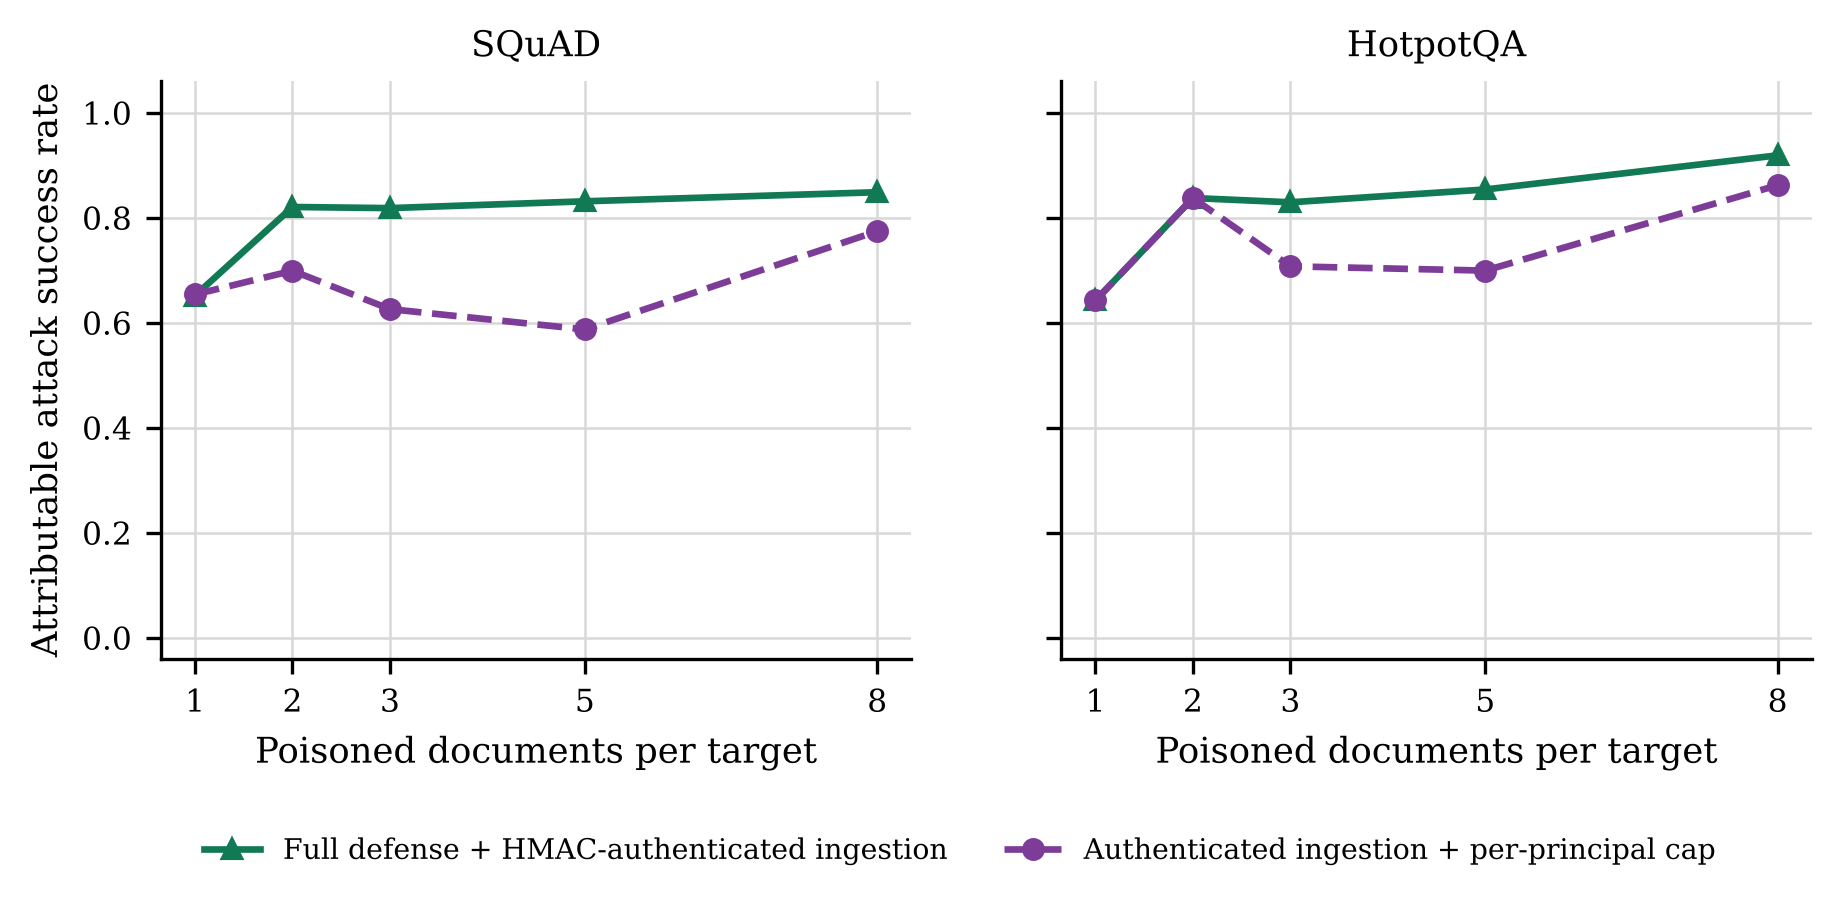 SQuAD
HotpotQA
Attributable attack success rate
1.0
0.8
0.6
0.4
0.2
0.0
1 2 3 5 8
1 2 3 5 8
Poisoned documents per target
Poisoned documents per target
Full defense + HMAC-authenticated ingestion
Authenticated ingestion + per-principal cap